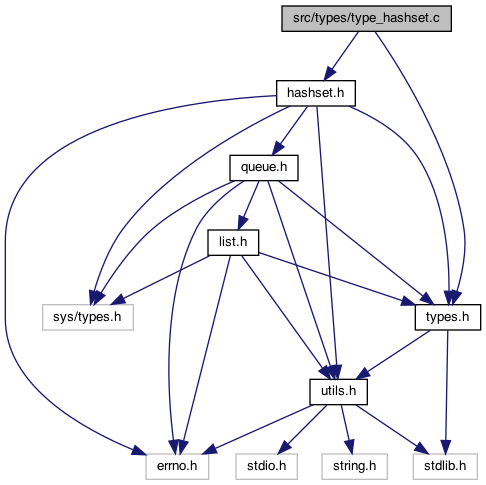 src/types/type_hashset.c
hashset.h
queue.h
list.h
sys/types.h
types.h
utils.h
errno.h
stdio.h
string.h
stdlib.h